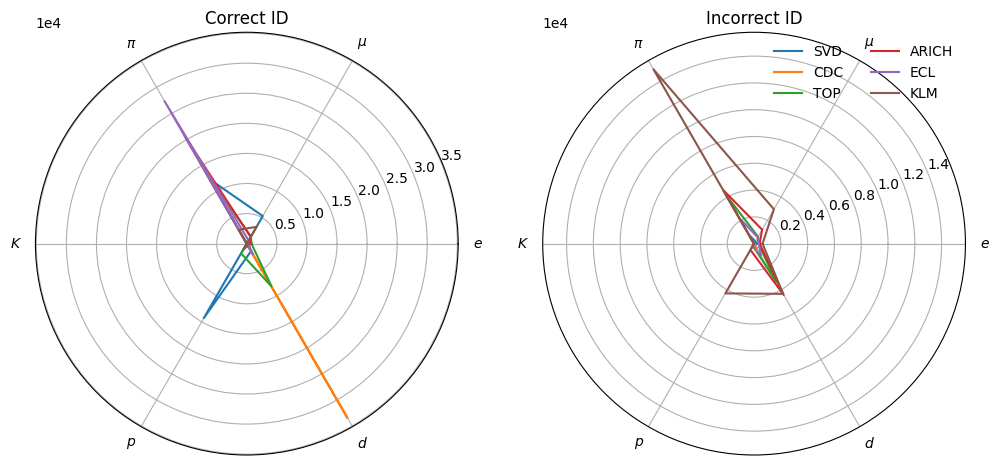 Correct ID
1e4
e
μ
π
K
p
d
0.5
1.0
1.5
2.0
2.5
3.0
3.5
Incorrect ID
1e4
e
μ
π
K
p
d
0.2
0.4
0.6
0.8
1.0
1.2
1.4
SVD
CDC
TOP
ARICH
ECL
KLM